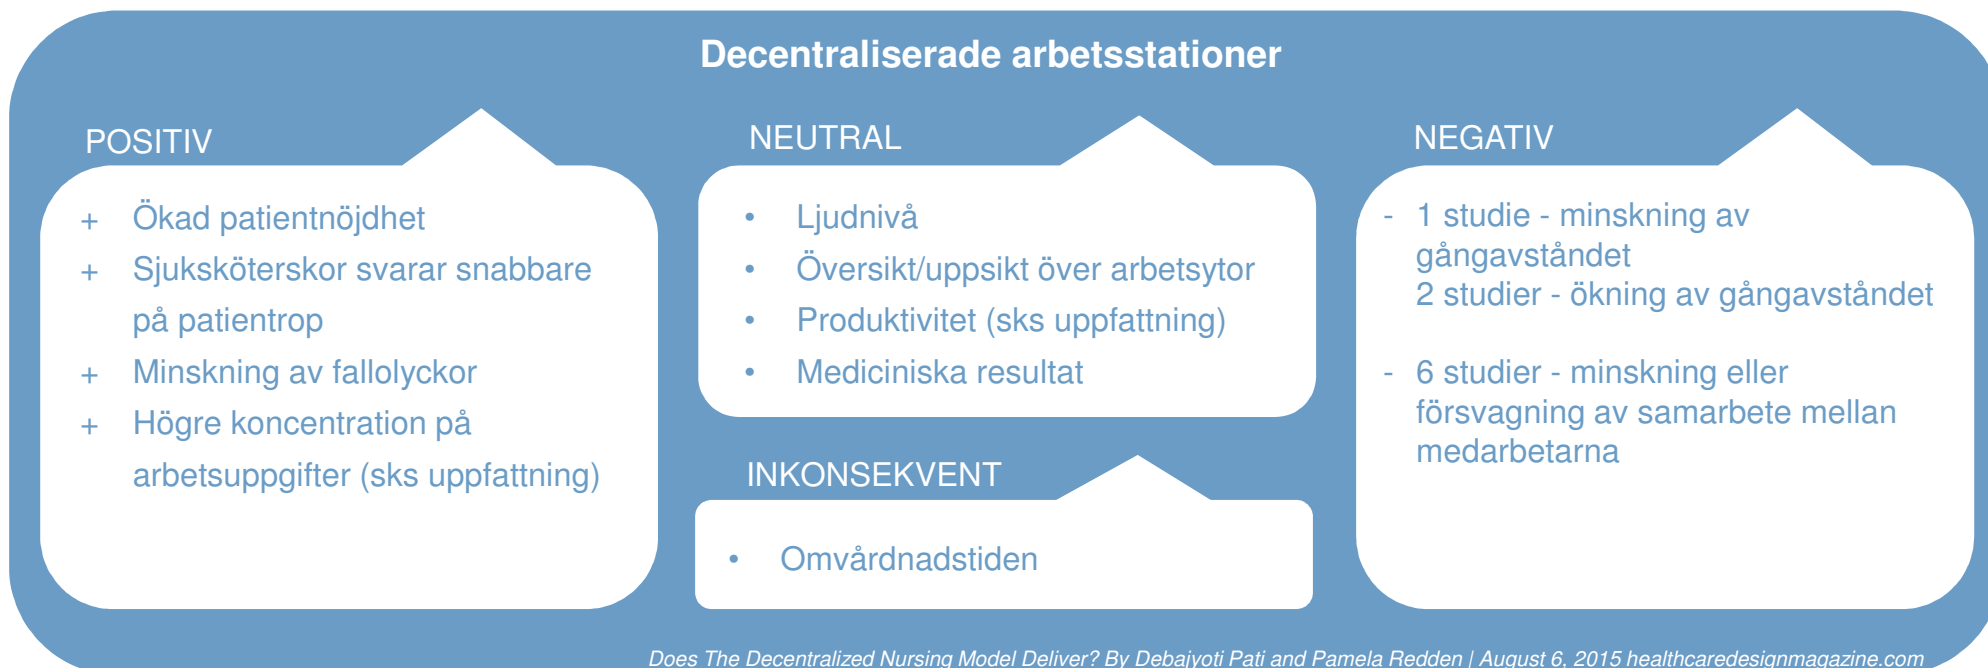 Decentraliserade arbetsstationer
POSITIV
+ Ökad patientnöjdhet
+ Sjuksköterskor svarar snabbare
på patientrop
+ Minskning av fallolyckor
+ Högre koncentration på
arbetsuppgifter (sks uppfattning)
NEUTRAL
• Ljudnivå
• Översikt/uppsikt över arbetsytor
• Produktivitet (sks uppfattning)
• Mediciniska resultat
INKONSEKVENT
• Omvårdnadstiden
NEGATIV
- 1 studie - minskning av
gångavståndet
2 studier - ökning av gångavståndet
- 6 studier - minskning eller
försvagning av samarbete mellan
medarbetarna
Does The Decentralized Nursing Model Deliver? By Debajyoti Pati and Pamela Redden | August 6, 2015 healthcaredesignmagazine.com